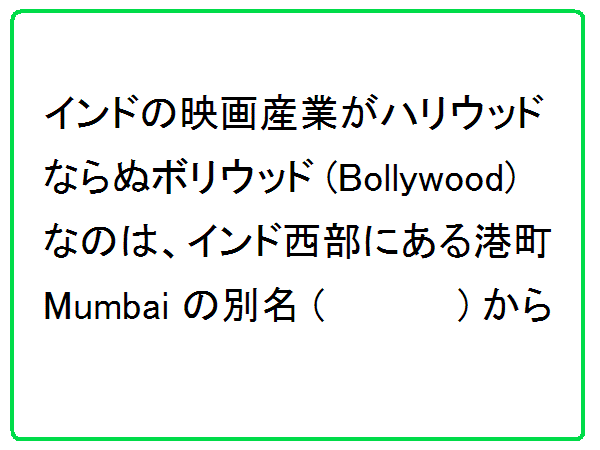 インドの映画産業がハリウッド
ならぬボリウッド (Bollywood)
なのは、インド西部にある港町
Mumbai の別名 (　　　) から